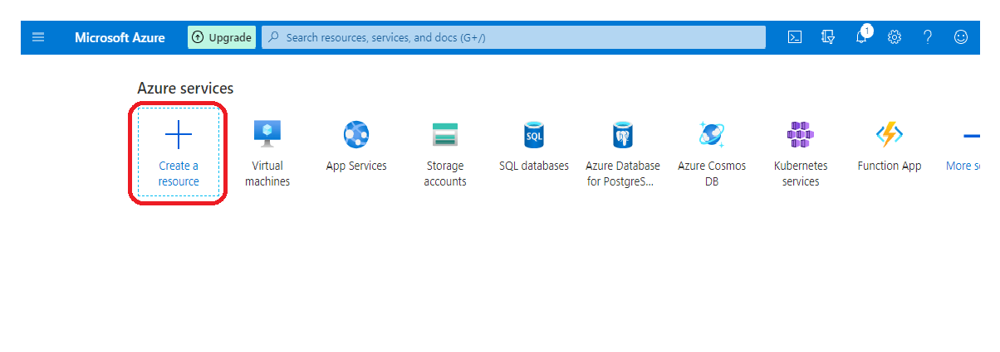 Microsoft Azure Upgrade Search resources, services, and docs (G+/) 1
Azure services
Create a
resource
Virtual
machines
App Services
Storage
accounts
SQL
SQL databases
Azure Database
for PostgreS...
Azure Cosmos
DB
Kubernetes
services
Function App
More s